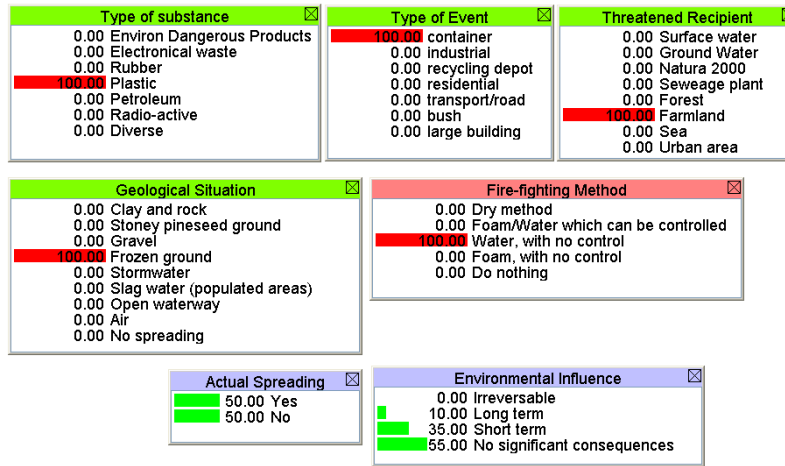 Type of substance
0.00 Environ Dangerous Products
0.00 Electronical waste
0.00 Rubber
100.00 Plastic
0.00 Petroleum
0.00 Radio-active
0.00 Diverse
Type of Event
100.00 container
0.00 industrial
0.00 recycling depot
0.00 residential
0.00 transport/road
0.00 bush
0.00 large building
Threatened Recipient
0.00 Surface water
0.00 Ground Water
0.00 Natura 2000
0.00 Seweage plant
0.00 Forest
100.00 Farmland
0.00 Sea
0.00 Urban area
Geological Situation
0.00 Clay and rock
0.00 Stoney pineseed ground
0.00 Gravel
100.00 Frozen ground
0.00 Stormwater
0.00 Slag water (populated areas)
0.00 Open waterway
0.00 Air
0.00 No spreading
Fire-fighting Method
0.00 Dry method
0.00 Foam/Water which can be controlled
100.00 Water, with no control
0.00 Foam, with no control
0.00 Do nothing
Actual Spreading
50.00 Yes
50.00 No
Environmental Influence
0.00 Irreversable
10.00 Long term
35.00 Short term
55.00 No significant consequences